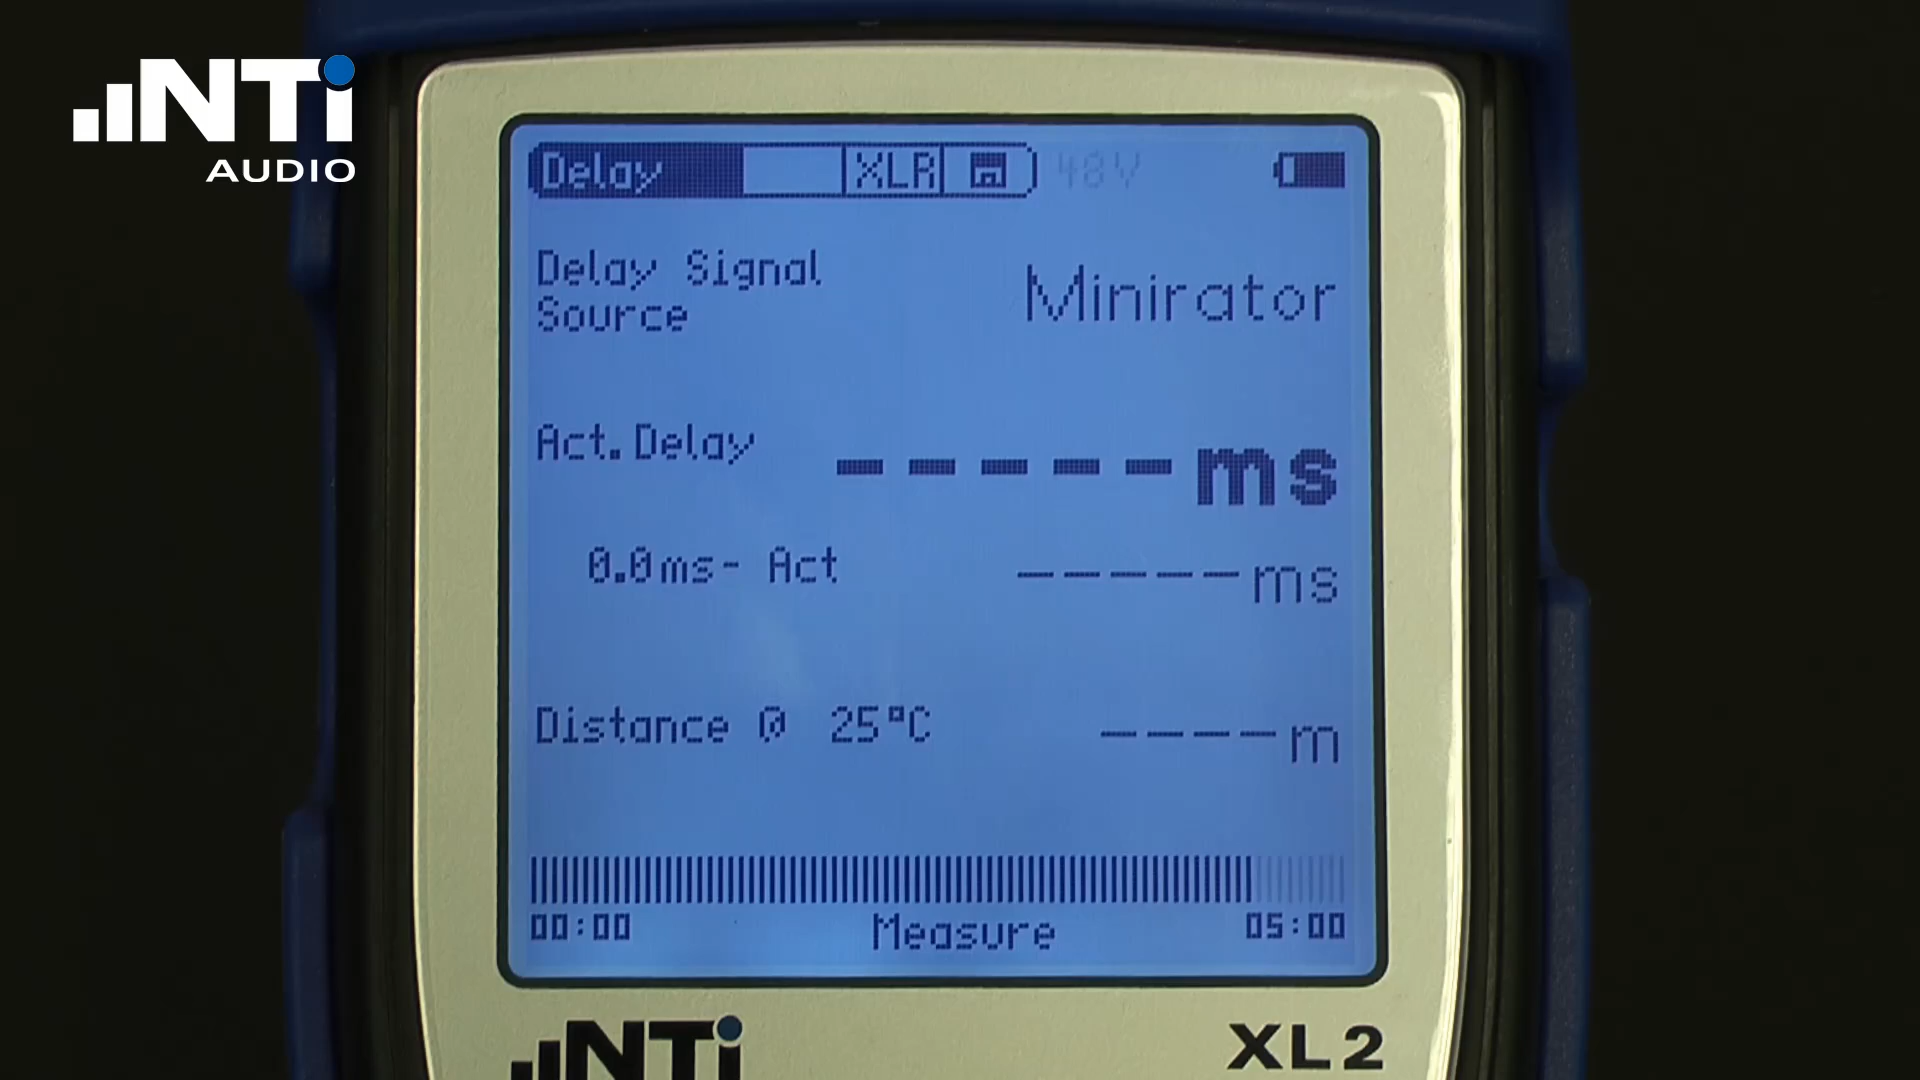 NTi
AUDIO
Delay XLR 48V
Delay Signal
Source
Minirator
Act.Delay -----ms
0.0ms- Act -----ms
Distance @ 25°C ----m
00:00 Measure 05:00
NTi XL2